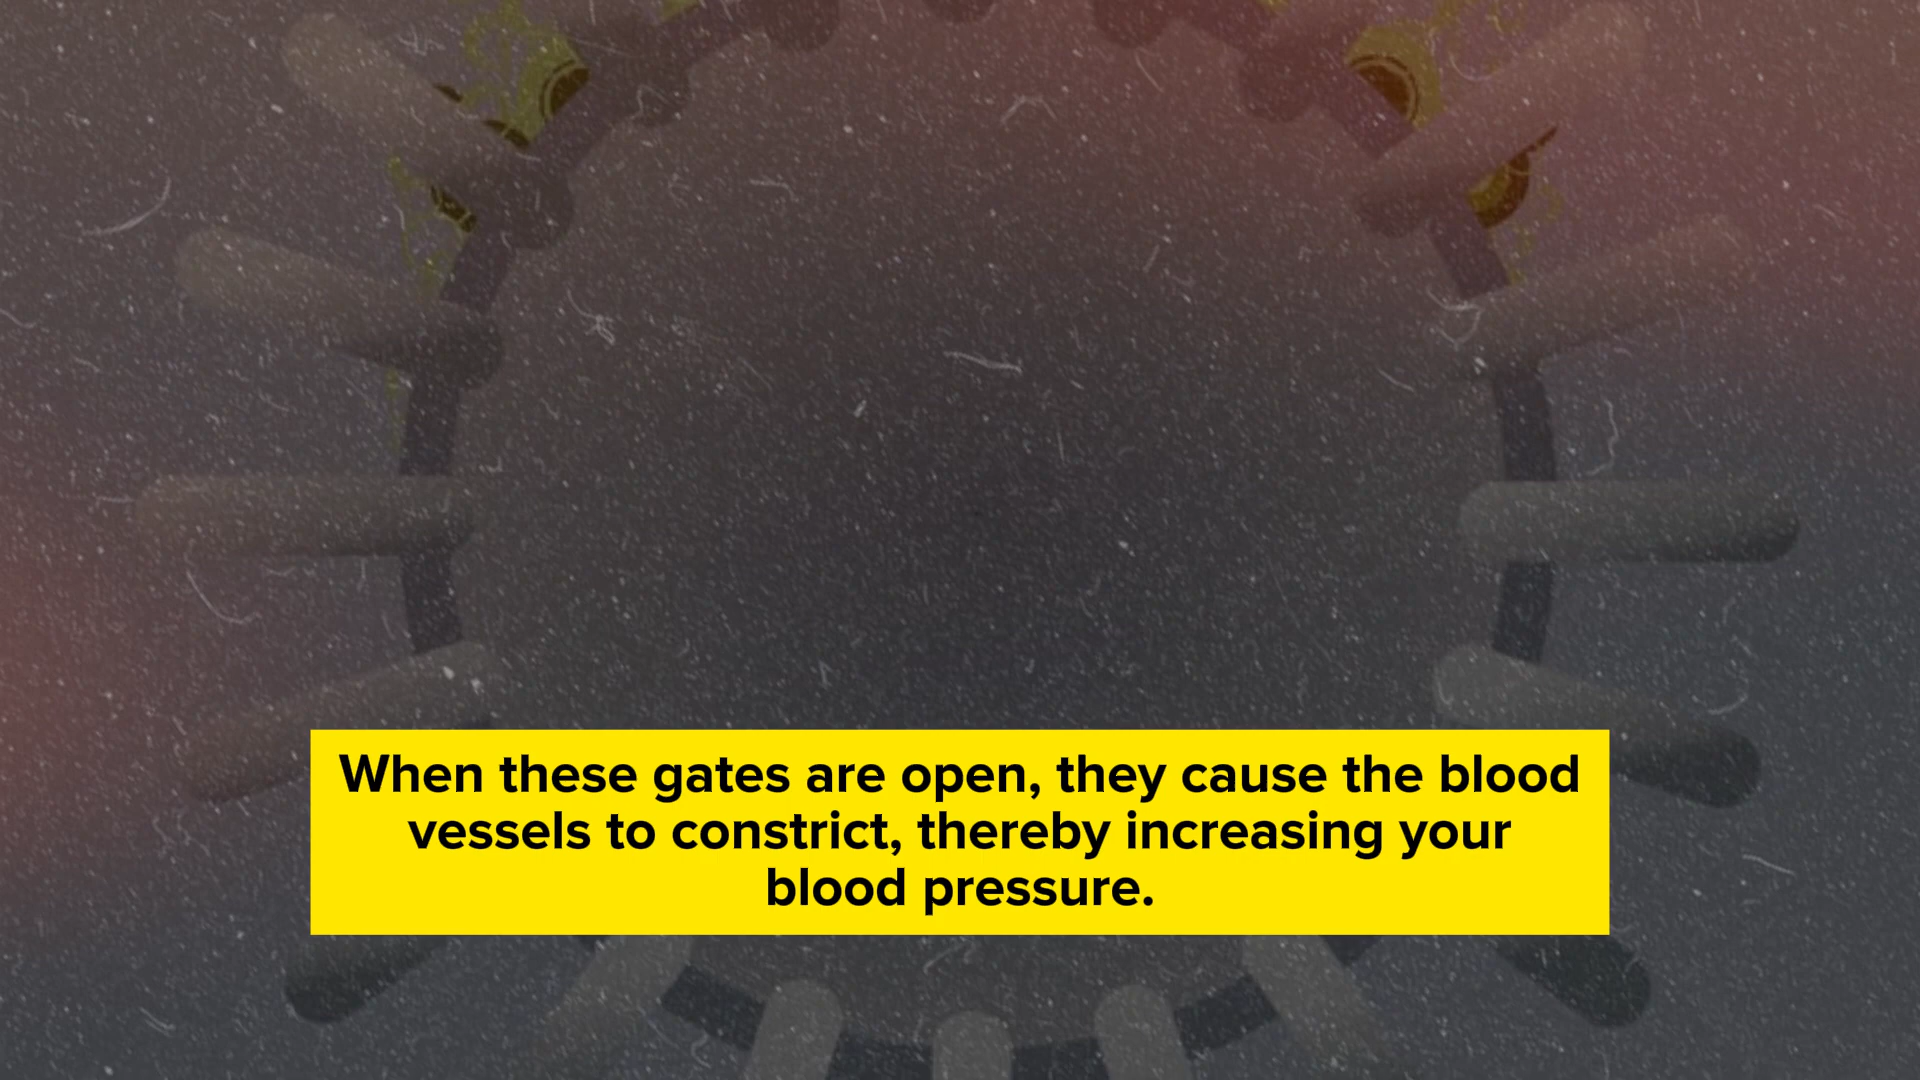 When these gates are open, they cause the blood
vessels to constrict, thereby increasing your
blood pressure.